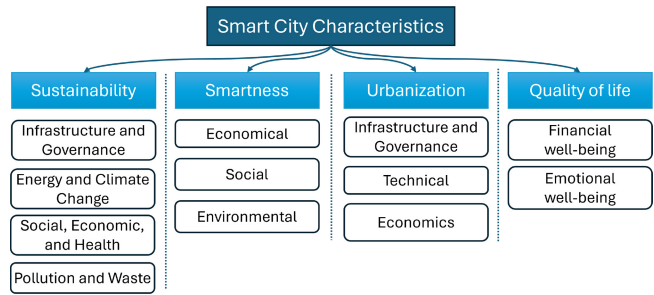 Smart City Characteristics
Sustainability
Infrastructure and
Governance
Energy and Climate
Change
Social, Economic,
and Health
Pollution and Waste
Smartness
Economical
Social
Environmental
Urbanization
Infrastructure and
Governance
Technical
Economics
Quality of life
Financial
well-being
Emotional
well-being